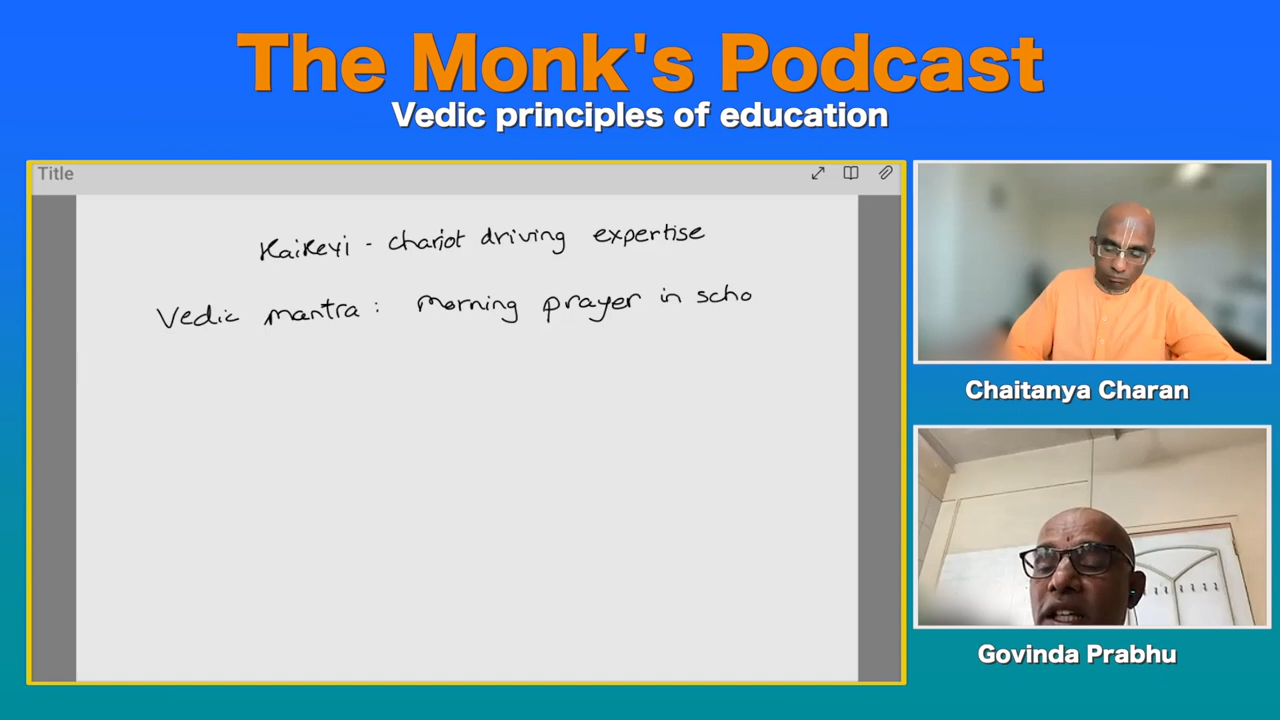 The Monk's Podcast
Vedic principles of education
Title
Kaikeyi - chariot driving expertise
Vedic mantra : Morning prayer in scho
Chaitanya Charan
Govinda Prabhu